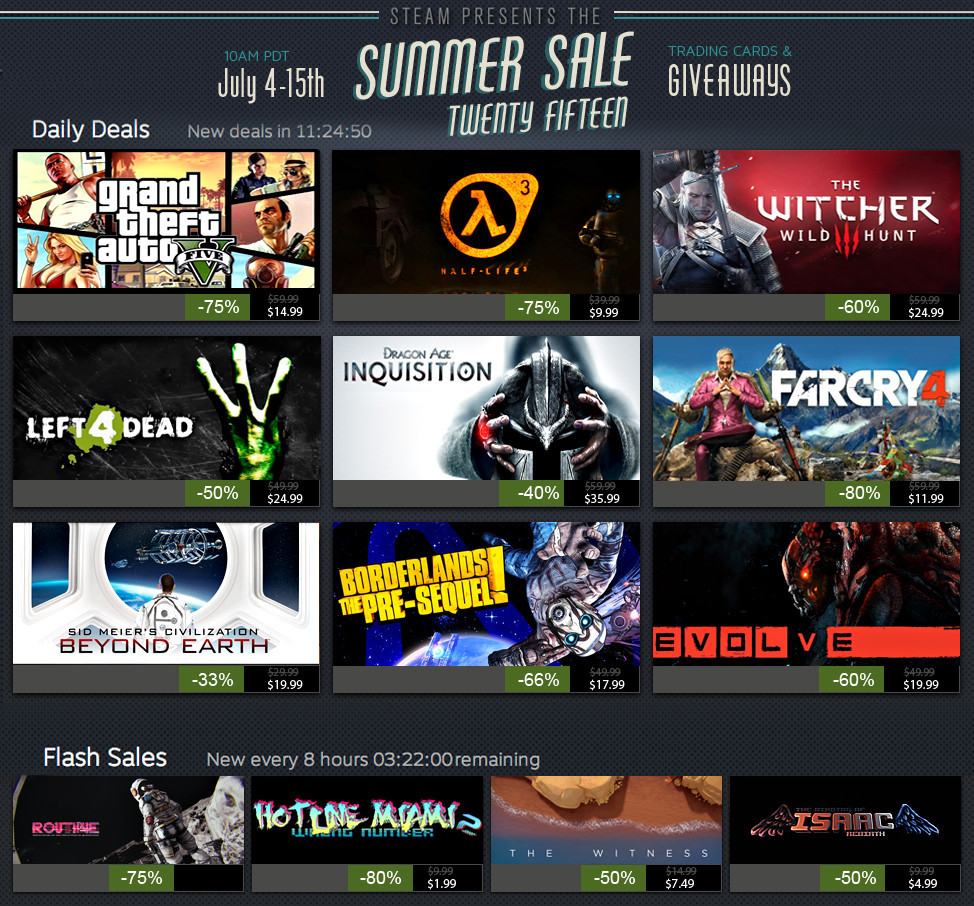 STEAM PRESENTS THE
SUMMER SALE
TWENTY FIFTEEN
10AM PDT
July 4-15th
TRADING CARDS &
GIVEAWAYS
Daily Deals New deals in 11:24:50
grand
theft
auto V
FIVE
-75% $59.99
$14.99
3
HALF-LIFE³
-75% $39.99
$9.99
THE
WITCHER
WILD III HUNT
-60% $59.99
$24.99
LEFT 4 DEAD
-50% $49.99
$24.99
DRAGON AGE
INQUISITION
-40% $59.99
$35.99
FARCRY 4
-80% $59.99
$11.99
SID MEIER'S CIVILIZATION
BEYOND EARTH
-33% $29.99
$19.99
BORDERLANDS
THE PRE-SEQUEL!
-66% $49.99
$17.99
EVOLVE
-60% $49.99
$19.99
Flash Sales New every 8 hours 03:22:00remaining
ROUTINE
-75%
HOTLINE MIAMI 2
WRONG NUMBER
-80% $9.99
$1.99
THE WITNESS
-50% $14.99
$7.49
THE BINDING OF
ISAAC
REBIRTH
-50% $9.99
$4.99